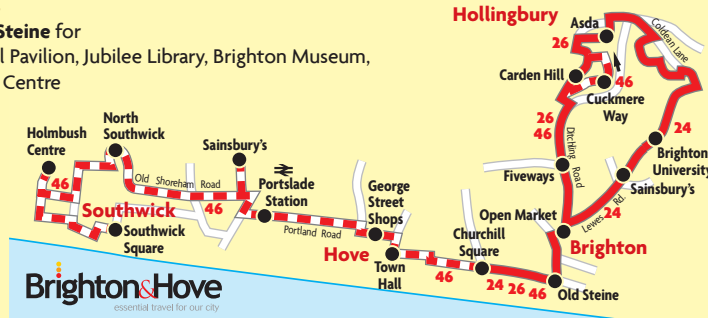 Steine for
l Pavilion, Jubilee Library, Brighton Museum,
Centre
Hollingbury
Asda
26
Coldean Lane
Carden Hill
46
Cuckmere
Way
26
46
Ditchling Road
24
Brighton
University
Fiveways
Sainsbury's
24
Lewes Rd.
Open Market
Brighton
Holmbush
Centre
46
North
Southwick
Sainsbury's
Old Shoreham Road
46
Southwick
Southwick
Square
Portslade
Station
Portland Road
George
Street
Shops
Hove
Town
Hall
46
Churchill
Square
24 26 46
Old Steine
Brighton&Hove
essential travel for our city